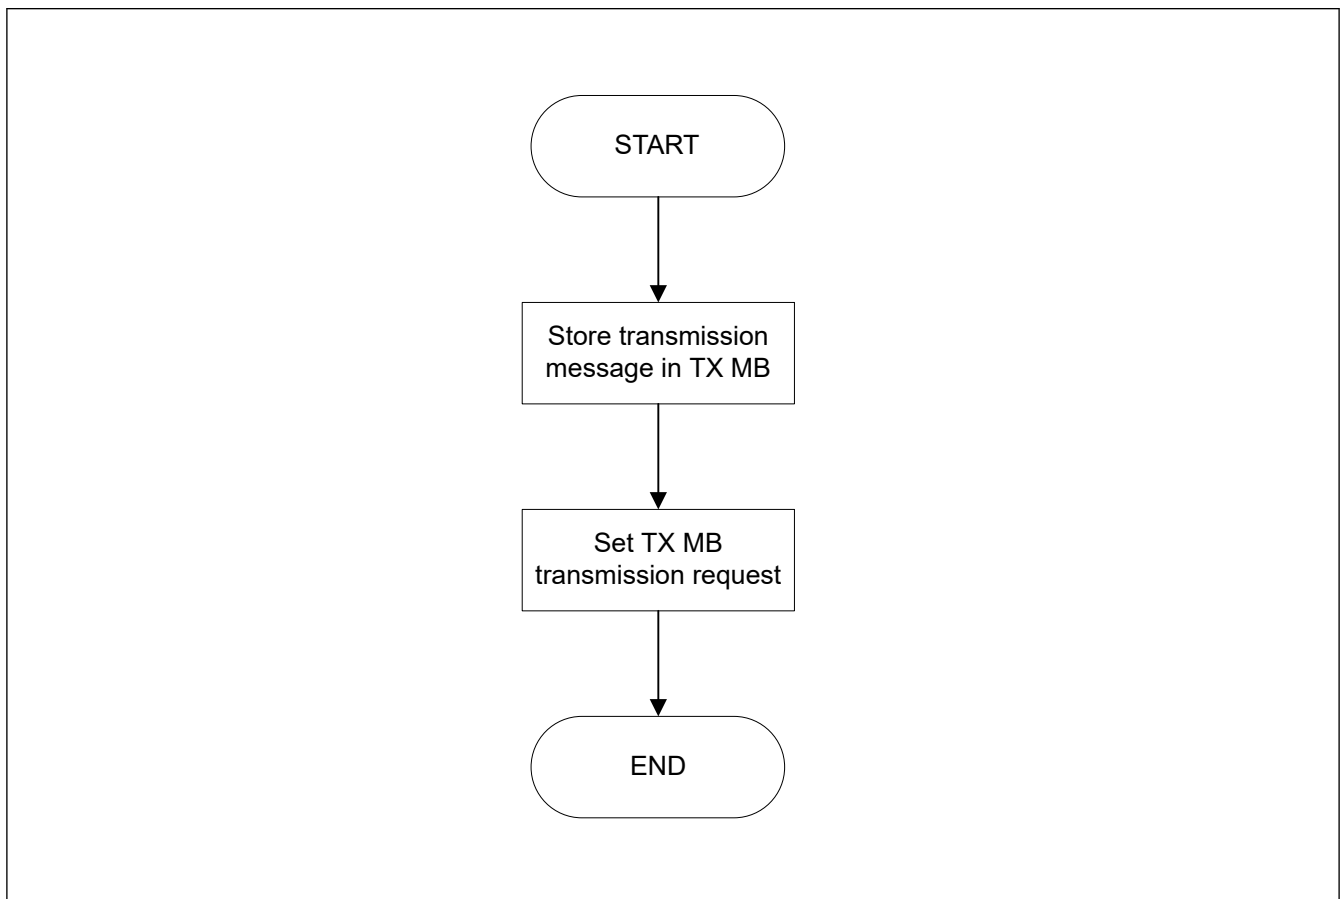 START
Store transmission
message in TX MB
Set TX MB
transmission request
END